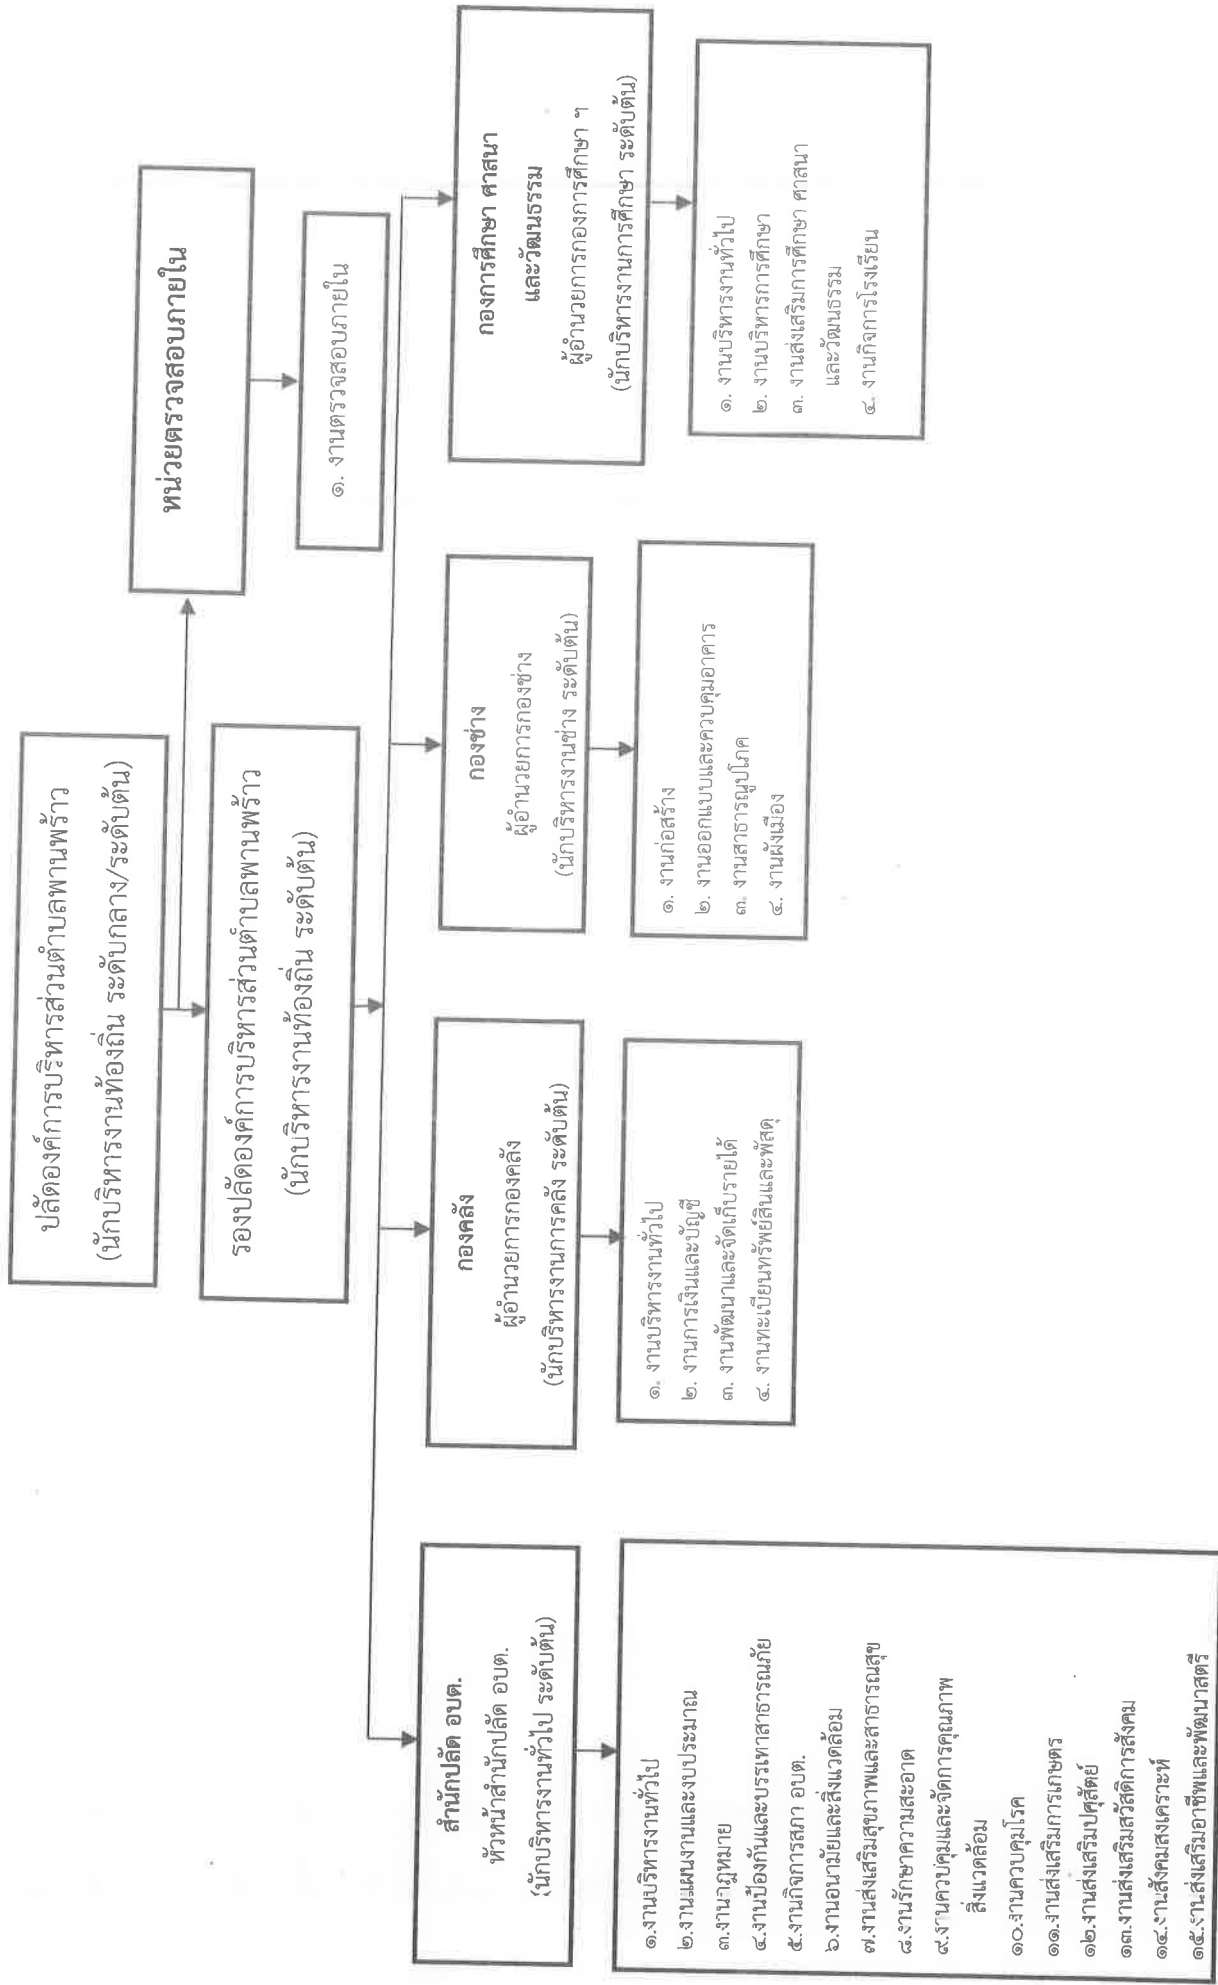 ปลัดองค์การบริหารส่วนตำบลพานพร้าว
(นักบริหารงานท้องถิ่น ระดับกลาง/ระดับต้น)
หน่วยตรวจสอบภายใน
๑. งานตรวจสอบภายใน
รองปลัดองค์การบริหารส่วนตำบลพานพร้าว
(นักบริหารงานท้องถิ่น ระดับต้น)
สำนักปลัด อบต.
หัวหน้าสำนักปลัด อบต.
(นักบริหารงานทั่วไป ระดับต้น)
๑.งานบริหารงานทั่วไป
๒.งานแผนงานและงบประมาณ
๓.งานกฎหมาย
๔.งานป้องกันและบรรเทาสาธารณภัย
๕.งานกิจการสภา อบต.
๖.งานอนามัยและสิ่งแวดล้อม
๗.งานส่งเสริมสุขภาพและสาธารณสุข
๘.งานรักษาความสะอาด
๙.งานควบคุมและจัดการคุณภาพ
สิ่งแวดล้อม
๑๐.งานควบคุมโรค
๑๑.งานส่งเสริมการเกษตร
๑๒.งานส่งเสริมปศุสัตย์
๑๓.งานส่งเสริมสวัสดิการสังคม
๑๔.งานสังคมสงเคราะห์
๑๕.งานส่งเสริมอาชีพและพัฒนาสตรี
กองคลัง
ผู้อำนวยการกองคลัง
(นักบริหารงานการคลัง ระดับต้น)
๑. งานบริหารงานทั่วไป
๒. งานการเงินและบัญชี
๓. งานพัฒนาและจัดเก็บรายได้
๔. งานทะเบียนทรัพย์สินและพัสดุ
กองช่าง
ผู้อำนวยการกองช่าง
(นักบริหารงานช่าง ระดับต้น)
๑. งานก่อสร้าง
๒. งานออกแบบและควบคุมอาคาร
๓. งานสาธารณูปโภค
๔. งานผังเมือง
กองการศึกษา ศาสนา
และวัฒนธรรม
ผู้อำนวยการกองการศึกษา ฯ
(นักบริหารงานการศึกษา ระดับต้น)
๑. งานบริหารงานทั่วไป
๒. งานบริหารการศึกษา
๓. งานส่งเสริมการศึกษา ศาสนา
และวัฒนธรรม
๔. งานกิจการโรงเรียน